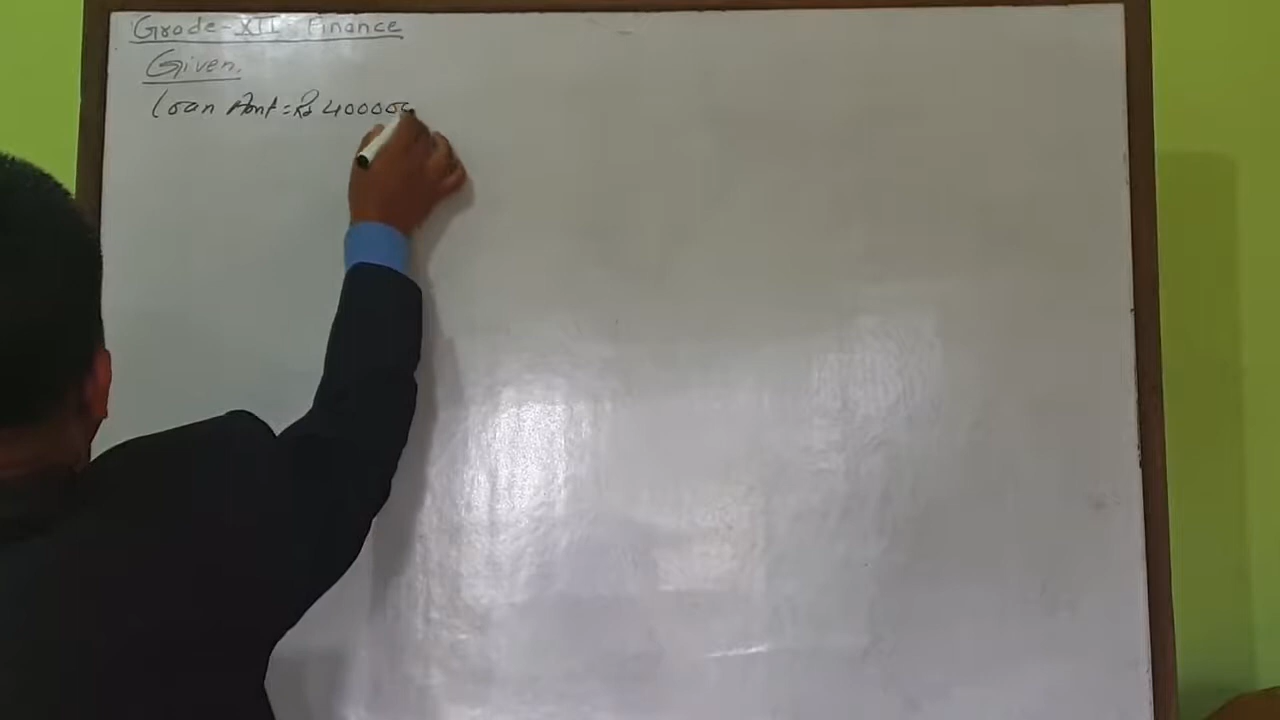 Grade-XII Finance
Given,
Loan Amt = Rs 400000